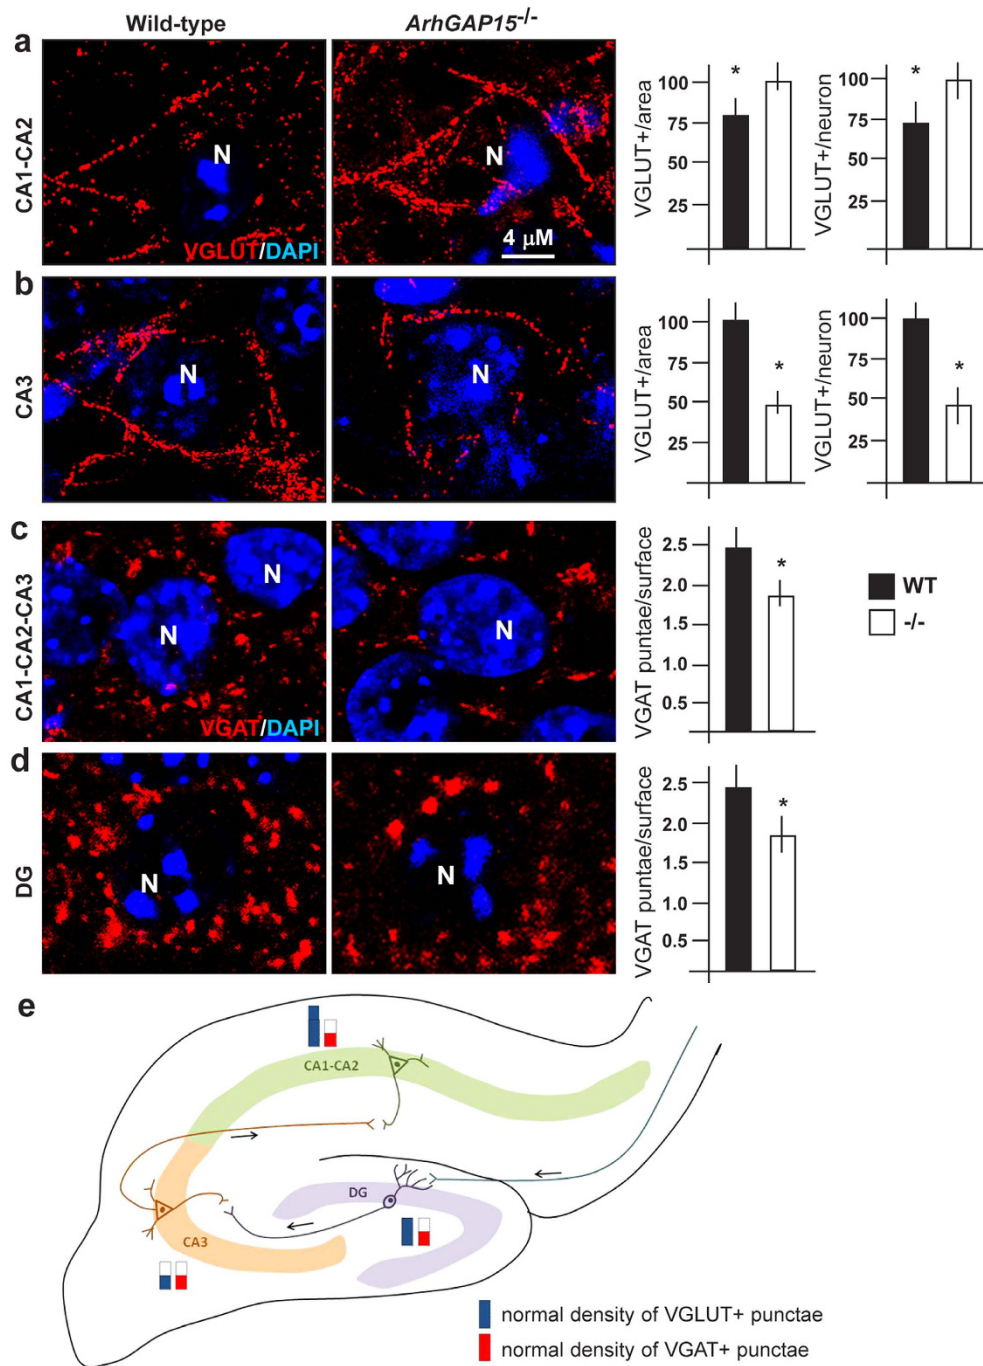 Wild-type
ArhGAP15-/-
a
CA1-CA2
N
VGLUT/DAPI
N
4 µM
VGLUT+/area
100
75
50
25
*
VGLUT+/neuron
100
75
50
25
*
b
CA3
N
N
VGLUT+/area
100
75
50
25
*
VGLUT+/neuron
100
75
50
25
*
c
CA1-CA2-CA3
N
N
VGAT/DAPI
N
VGAT puntae/surface
2.5
2.0
1.5
1.0
0.5
*
WT
-/-
d
DG
N
N
VGAT puntae/surface
2.5
2.0
1.5
1.0
0.5
*
e
CA1-CA2
DG
CA3
normal density of VGLUT+ punctae
normal density of VGAT+ punctae